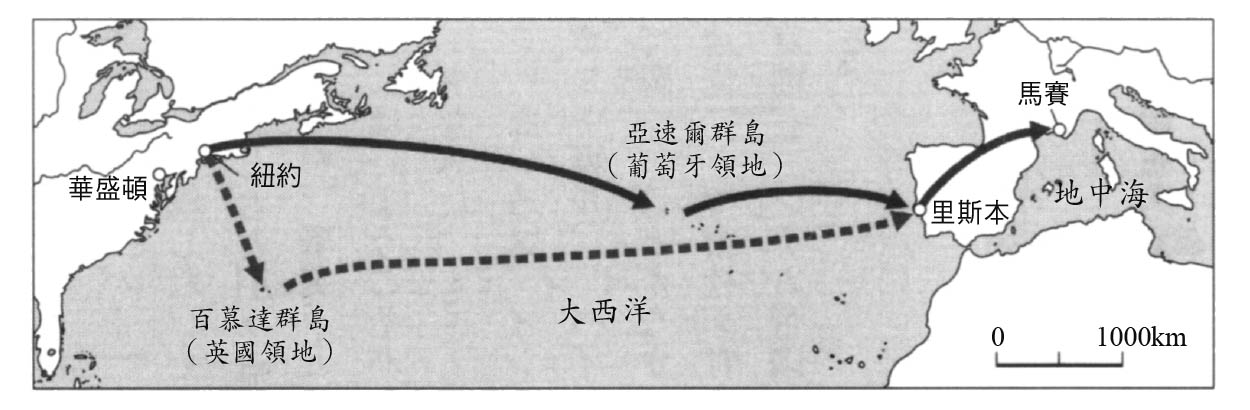 馬賽
亞速爾群島
（葡萄牙領地）
華盛頓
紐約
里斯本
地中海
百慕達群島
（英國領地）
大西洋
0 1000km